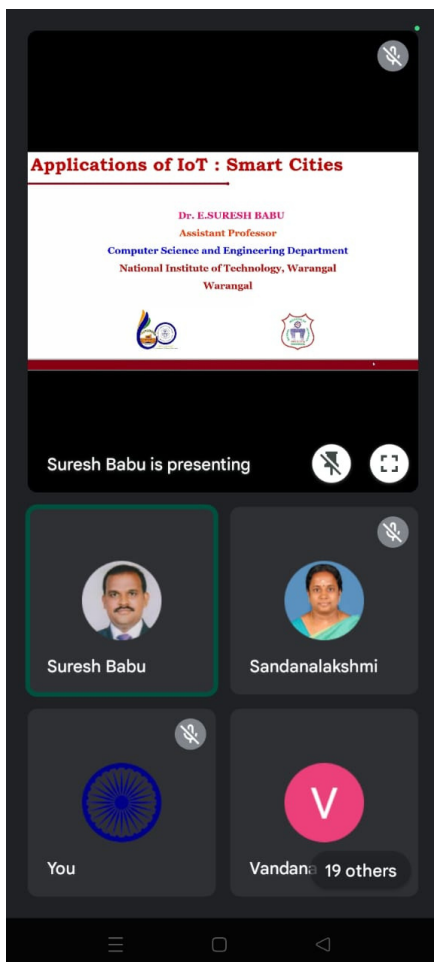 Applications of IoT : Smart Cities
Dr. E.SURESH BABU
Assistant Professor
Computer Science and Engineering Department
National Institute of Technology, Warangal
Warangal
Suresh Babu is presenting
Suresh Babu
Sandanalakshmi
You
V
Vandana
19 others